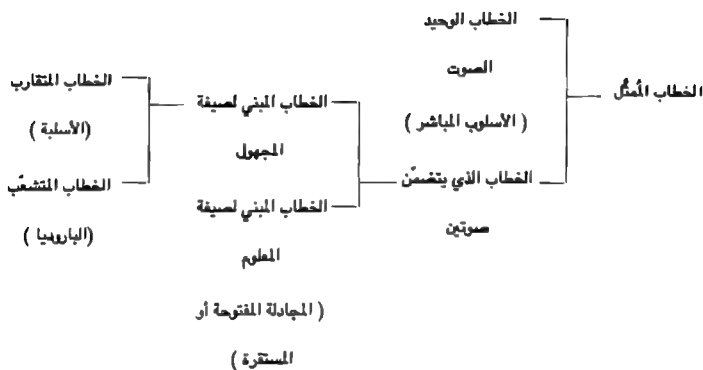 الخطاب المُمثَّل
الخطاب الوحيد
الصوت
( الأسلوب المباشر )
الخطاب الذي يتضمّن
صوتين
الخطاب المبني لصيغة
المجهول
الخطاب المبني لصيغة
المعلوم
( المجادلة المفتوحة أو
المستقرة )
الخطاب المتقارب
(الأسلبة )
الخطاب المتشعّب
(الباروديا )